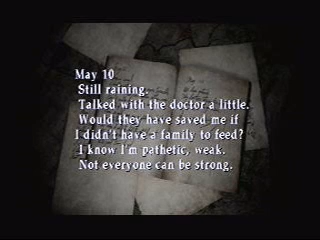 May 10
Still raining.
Talked with the doctor a little.
Would they have saved me if
I didn't have a family to feed?
I know I'm pathetic, weak.
Not everyone can be strong.